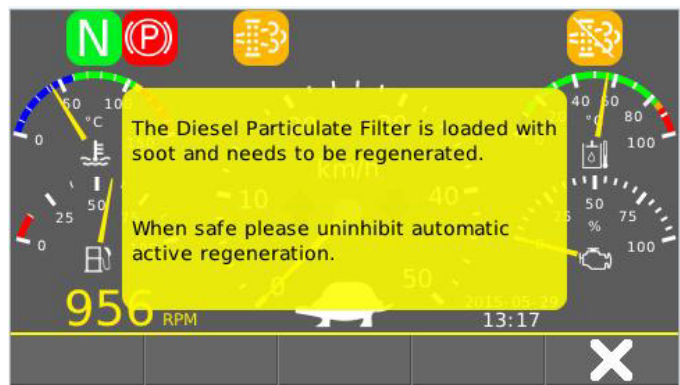 N (P)
50 100
°C
0
40 60
80
°C
100
The Diesel Particulate Filter is loaded with
soot and needs to be regenerated.
km/h
10
40
When safe please uninhibit automatic
active regeneration.
50
25
0
50
75
%
100
0
50
956 RPM
2015-05-29
13:17